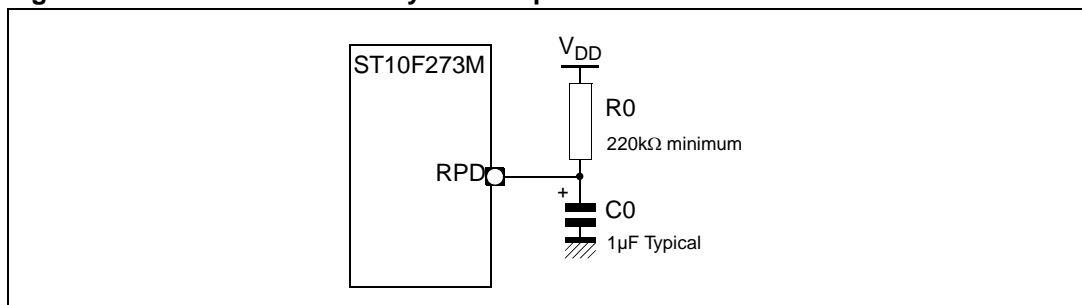 ST10F273M
VDD
R0
220kΩ minimum
RPD
+
C0
1µF Typical